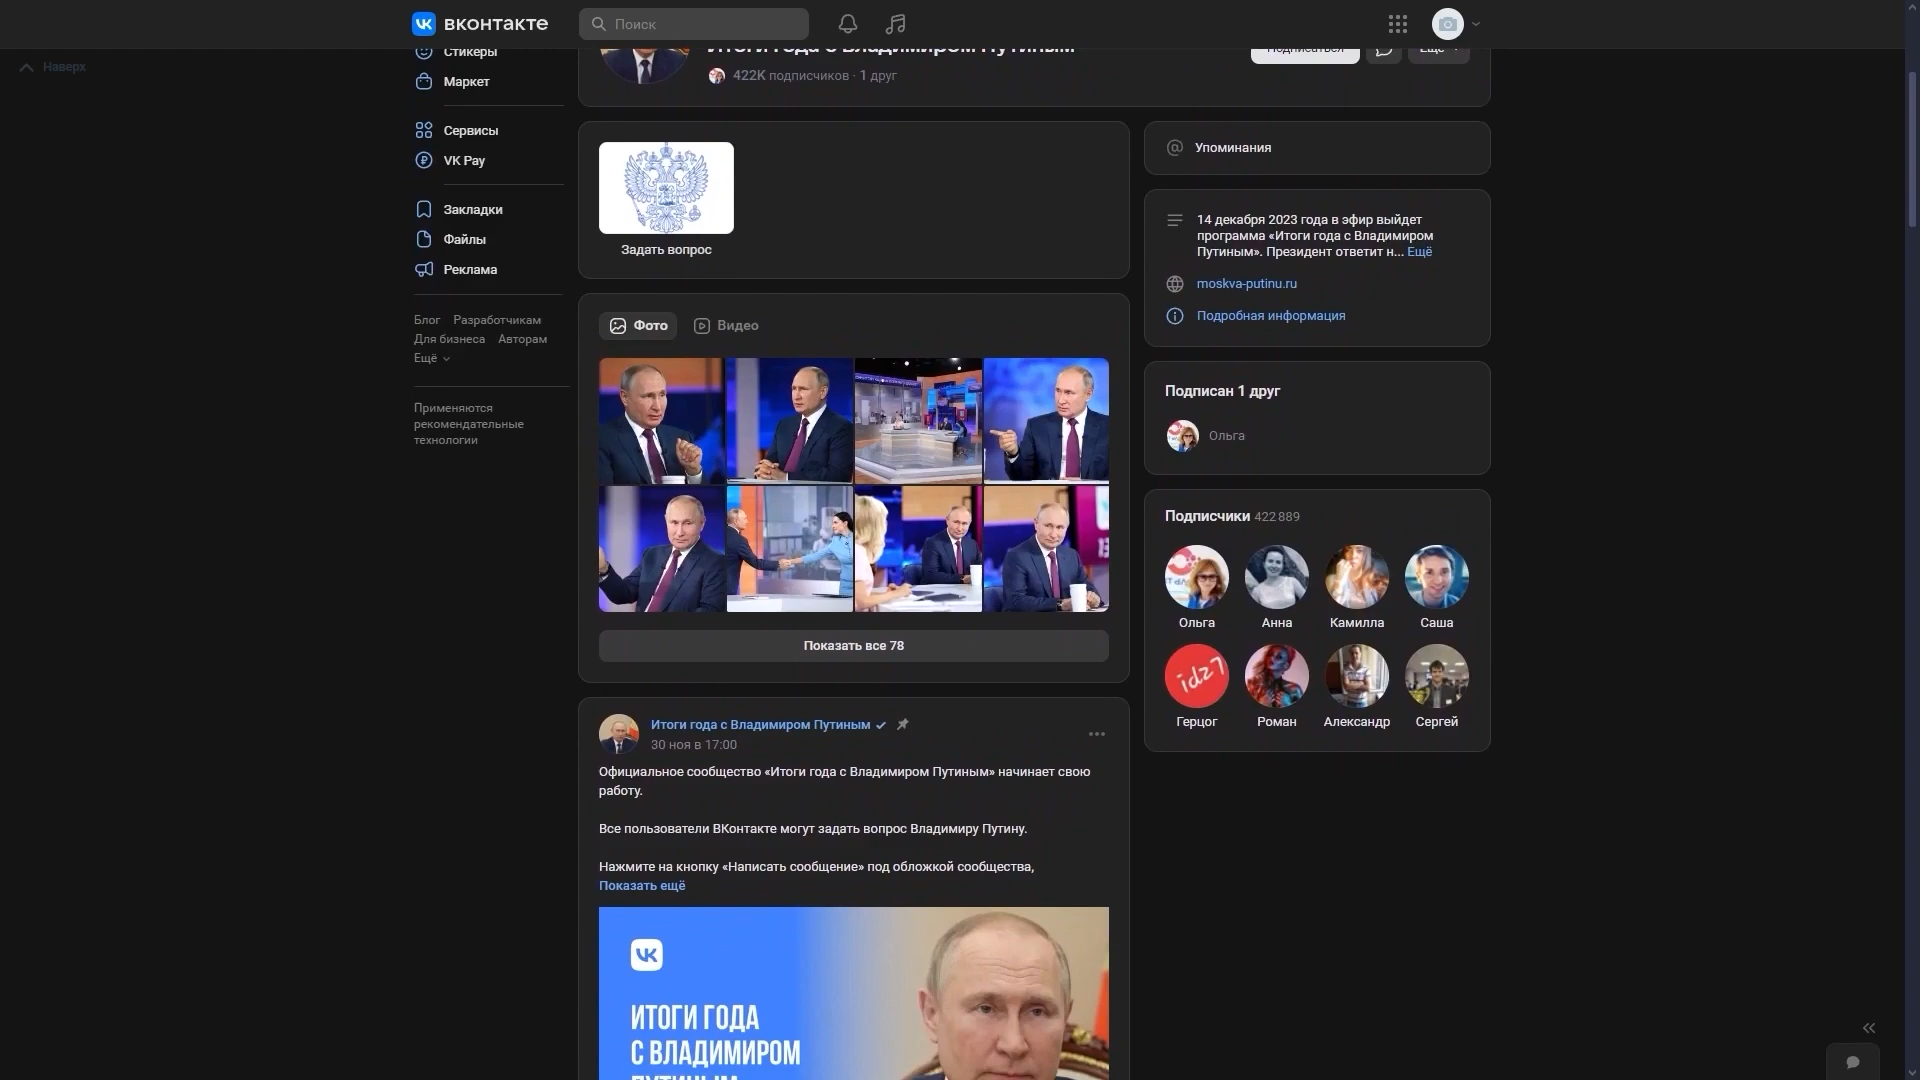 вконтакте
Поиск
Наверх
Стикеры
Маркет
Сервисы
VK Pay
Закладки
Файлы
Реклама
Блог Разработчикам
Для бизнеса Авторам
Ещё
Применяются
рекомендательные
технологии
Итоги года с Владимиром Путиным
422K подписчиков · 1 друг
Подписаться
Ещё
Задать вопрос
Фото
Видео
Показать все 78
Итоги года с Владимиром Путиным
30 ноя в 17:00
Официальное сообщество «Итоги года с Владимиром Путиным» начинает свою
работу.
Все пользователи ВКонтакте могут задать вопрос Владимиру Путину.
Нажмите на кнопку «Написать сообщение» под обложкой сообщества,
Показать ещё
ИТОГИ ГОДА
С ВЛАДИМИРОМ
ПУТИНЫМ
Упоминания
14 декабря 2023 года в эфир выйдет
программа «Итоги года с Владимиром
Путиным». Президент ответит н... Ещё
moskva-putinu.ru
Подробная информация
Подписан 1 друг
Ольга
Подписчики 422 889
Ольга
Анна
Камилла
Саша
idz7
Герцог
Роман
Александр
Сергей